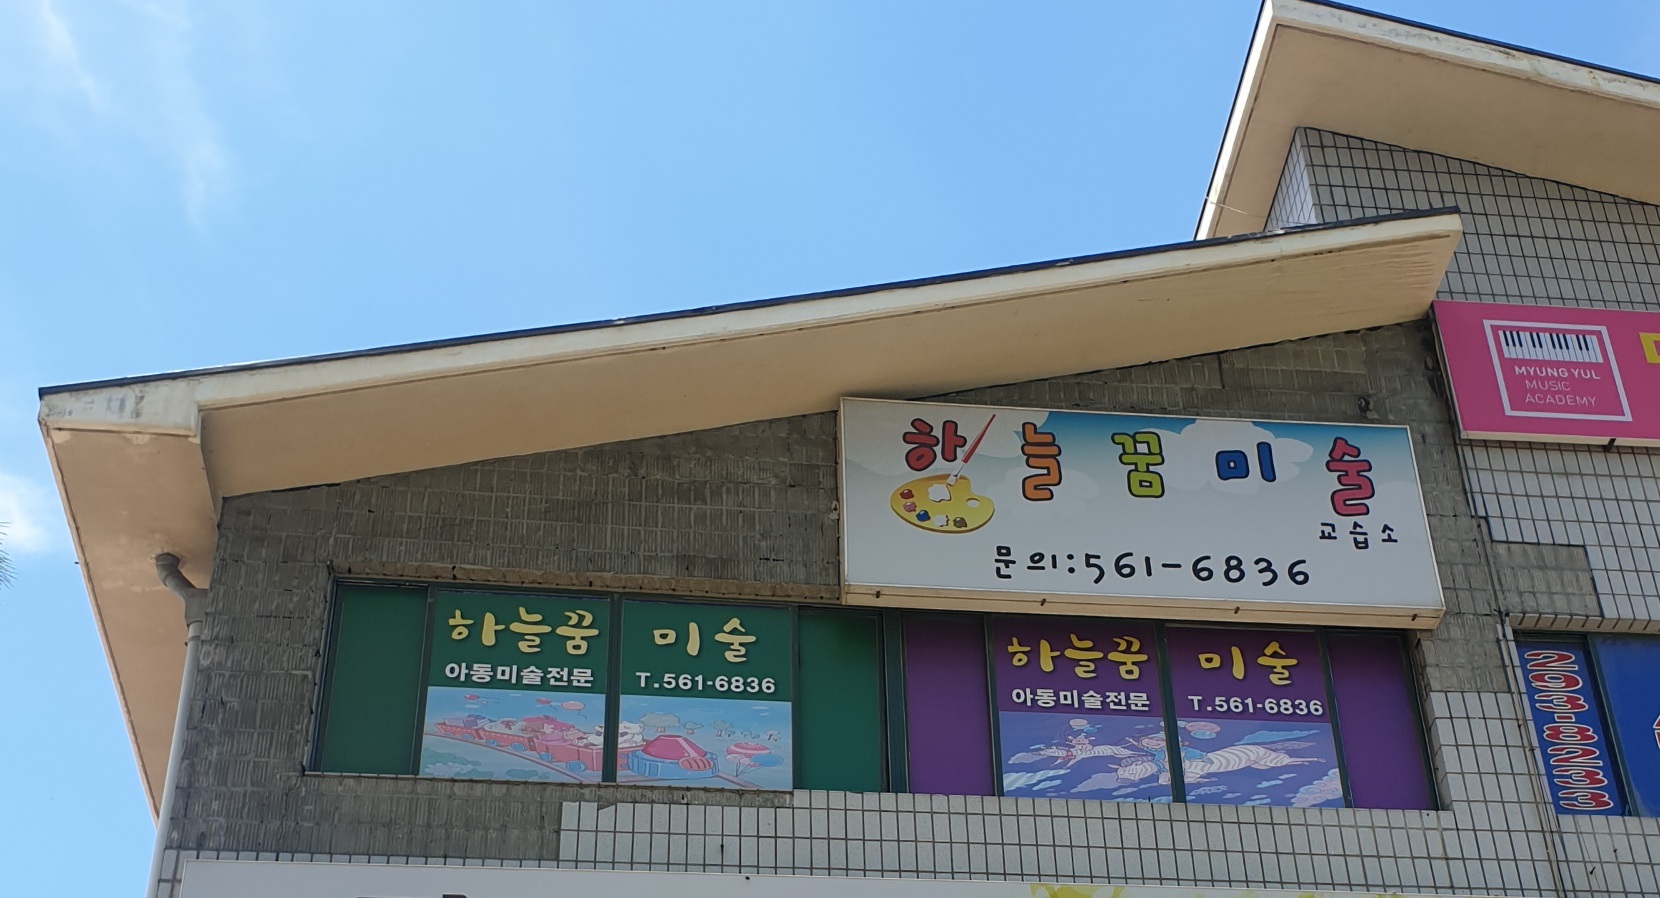 하늘꿈미술
교습소
문의:561-6836
하늘꿈 미술
아동미술전문 T.561-6836
하늘꿈 미술
아동미술전문 T.561-6836
MYUNG YUL
MUSIC
ACADEMY
293-8233